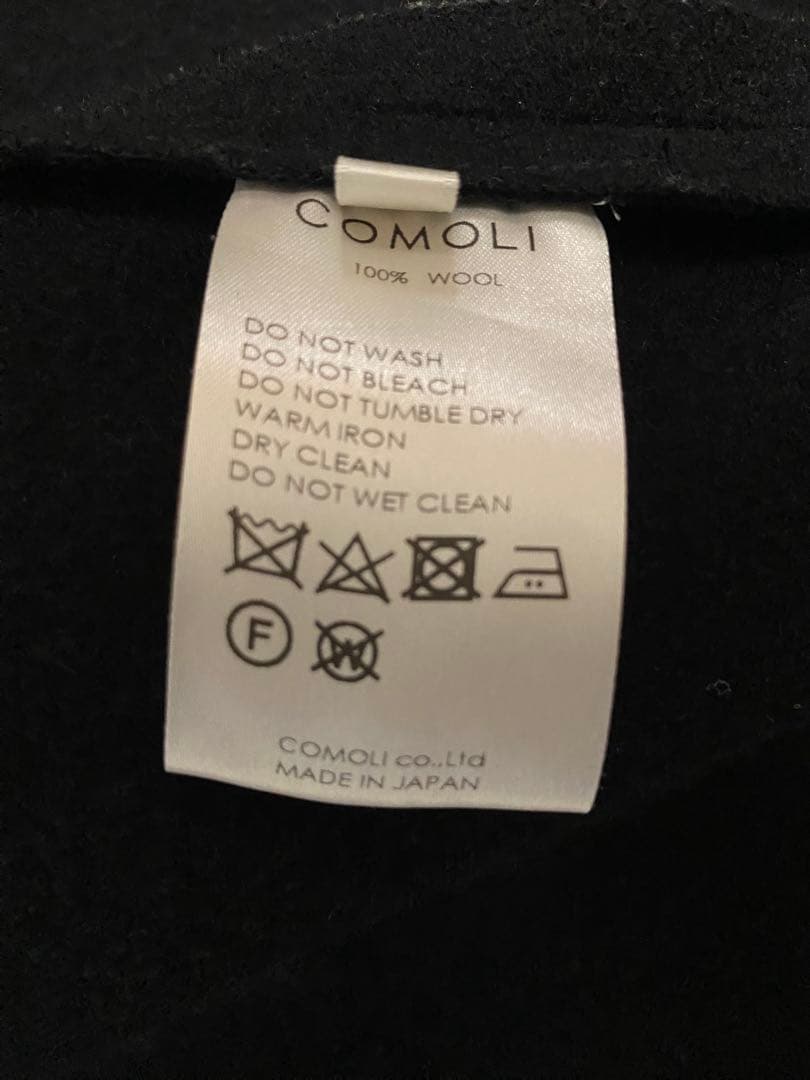 COMOLI
100% WOOL
DO NOT WASH
DO NOT BLEACH
DO NOT TUMBLE DRY
WARM IRON
DRY CLEAN
DO NOT WET CLEAN
F
W
COMOLI co.,Ltd
MADE IN JAPAN